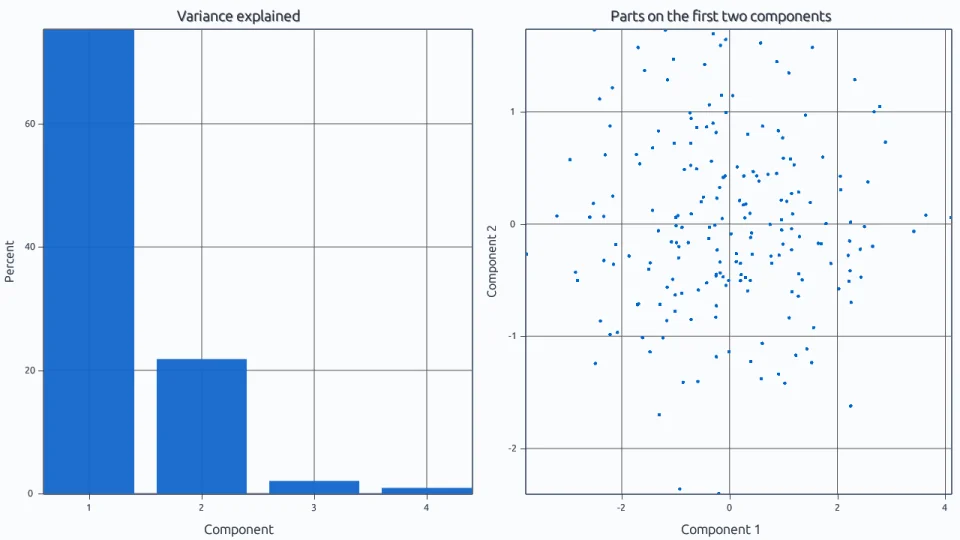 Variance explained
Percent
60
40
20
0
1
2
3
4
Component
Parts on the first two components
Component 2
1
0
-1
-2
-2
0
2
4
Component 1